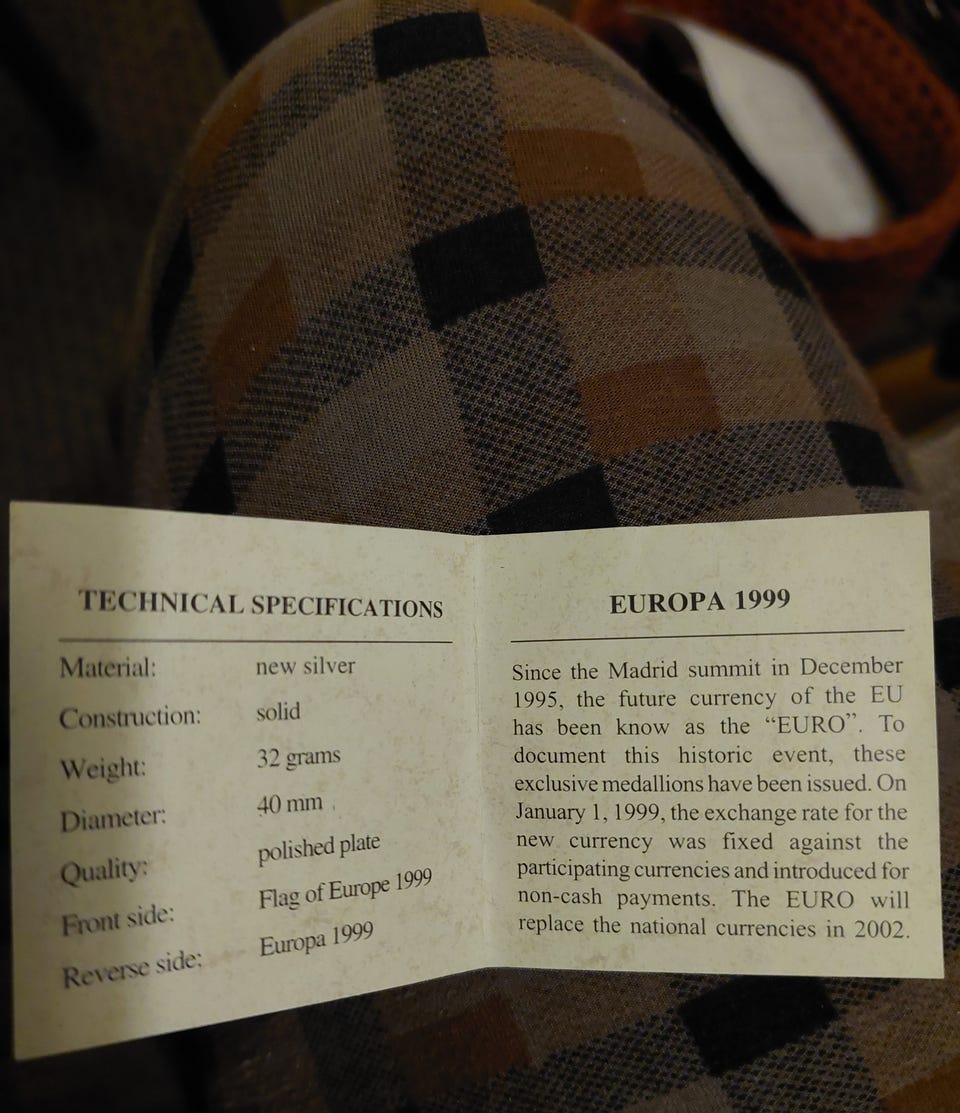 TECHNICAL SPECIFICATIONS
Material: new silver
Construction: solid
Weight: 32 grams
Diameter: 40 mm
Quality: polished plate
Front side: Flag of Europe 1999
Reverse side: Europa 1999
EUROPA 1999
Since the Madrid summit in December
1995, the future currency of the EU
has been know as the “EURO”. To
document this historic event, these
exclusive medallions have been issued. On
January 1, 1999, the exchange rate for the
new currency was fixed against the
participating currencies and introduced for
non-cash payments. The EURO will
replace the national currencies in 2002.